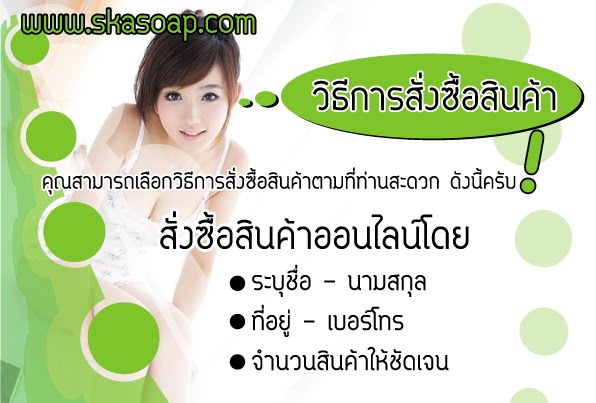 www.skasoap.com
วิธีการสั่งซื้อสินค้า
คุณสามารถเลือกวิธีการสั่งซื้อสินค้าตามที่ท่านสะดวก ดังนี้ครับ !
สั่งซื้อสินค้าออนไลน์โดย
● ระบุชื่อ - นามสกุล
● ที่อยู่ - เบอร์โทร
● จำนวนสินค้าให้ชัดเจน